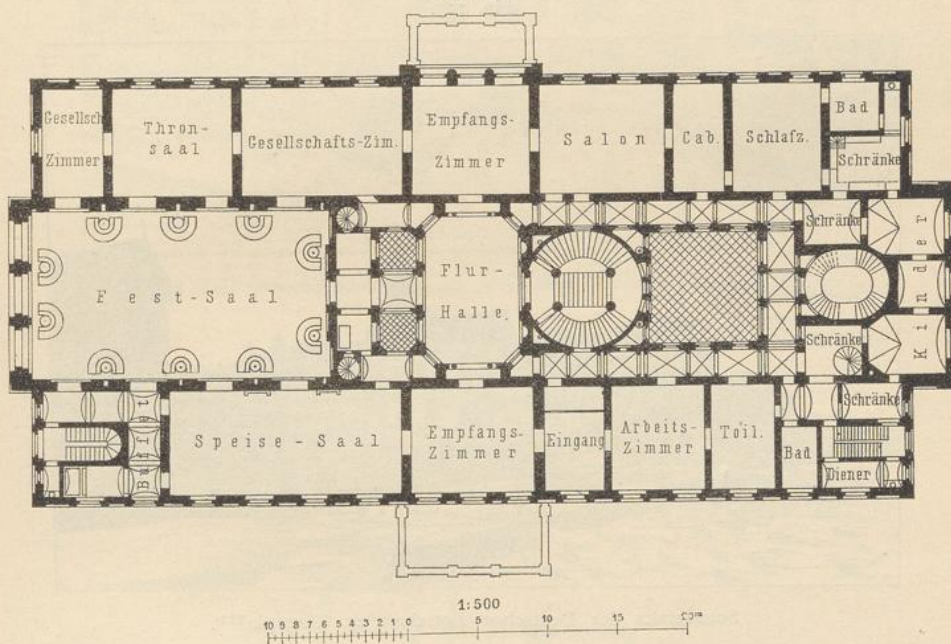 Gesellsch
Zimmer
Thron-
saal
Gesellschafts-Zim.
Empfangs-
Zimmer
Salon
Cab.
Schlafz.
Bad
Schränke
Fest-Saal
Flur-
Halle.
Schränke
Schränke
Kinder
Buffet
Speise-Saal
Empfangs-
Zimmer
Eingang
Arbeits-
Zimmer
Toil.
Bad
Schränke
Diener
1:500
10 9 8 7 6 5 4 3 2 1 0 5 10 15 20m